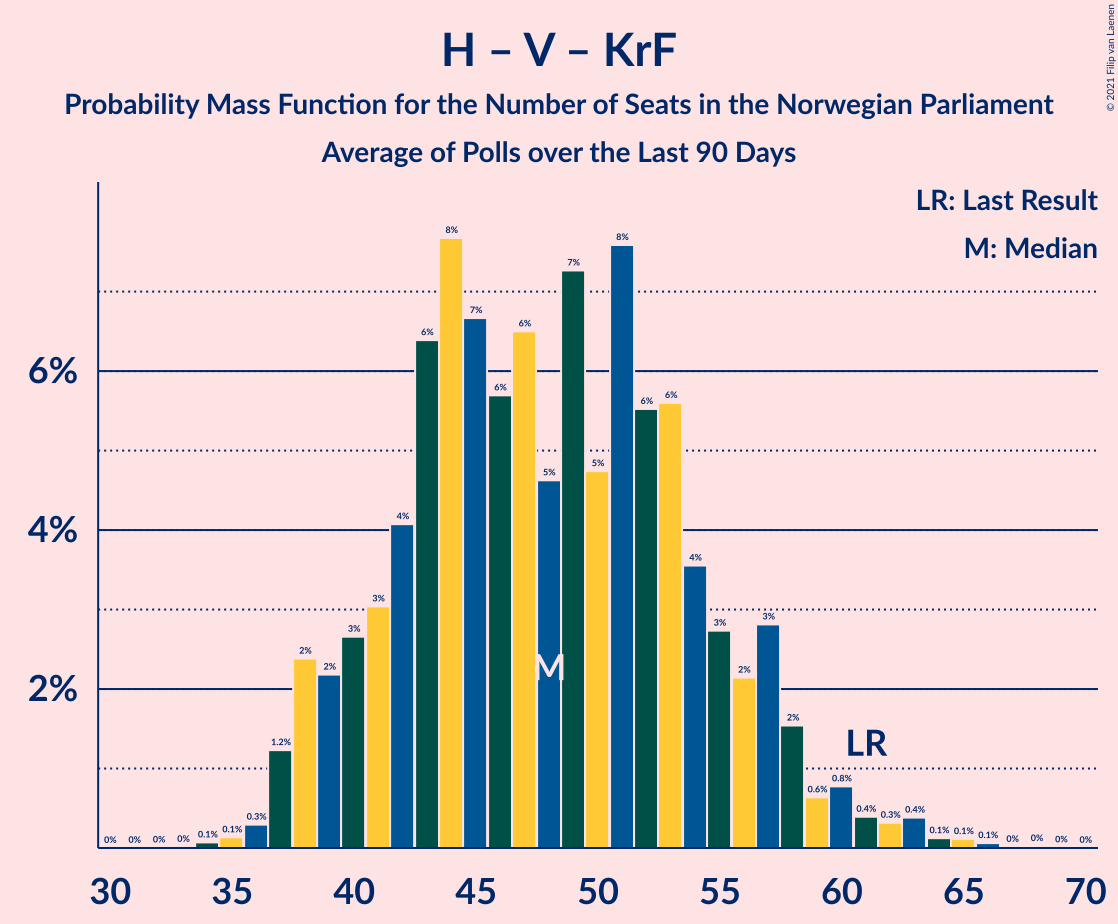 H – V – KrF
Probability Mass Function for the Number of Seats in the Norwegian Parliament
Average of Polls over the Last 90 Days
© 2021 Filip van Laenen
LR: Last Result
M: Median
6%
4%
2%
0% 0% 0% 0% 0.1% 0.1% 0.3% 1.2% 2% 2% 3% 3% 4% 6% 8% 7% 6% 6% 5% 7% 5% 8% 6% 6% 4% 3% 2% 3% 2% 0.6% 0.8% 0.4% 0.3% 0.4% 0.1% 0.1% 0.1% 0% 0% 0% 0%
M
LR
30 35 40 45 50 55 60 65 70